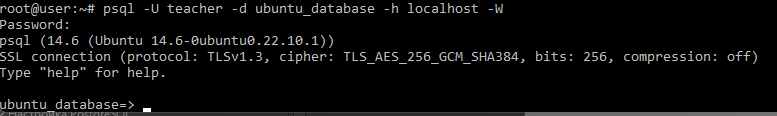 root@user:~# psql -U teacher -d ubuntu_database -h localhost -W
Password:
psql (14.6 (Ubuntu 14.6-0ubuntu0.22.10.1))
SSL connection (protocol: TLSv1.3, cipher: TLS_AES_256_GCM_SHA384, bits: 256, compression: off)
Type "help" for help.
ubuntu_database=>